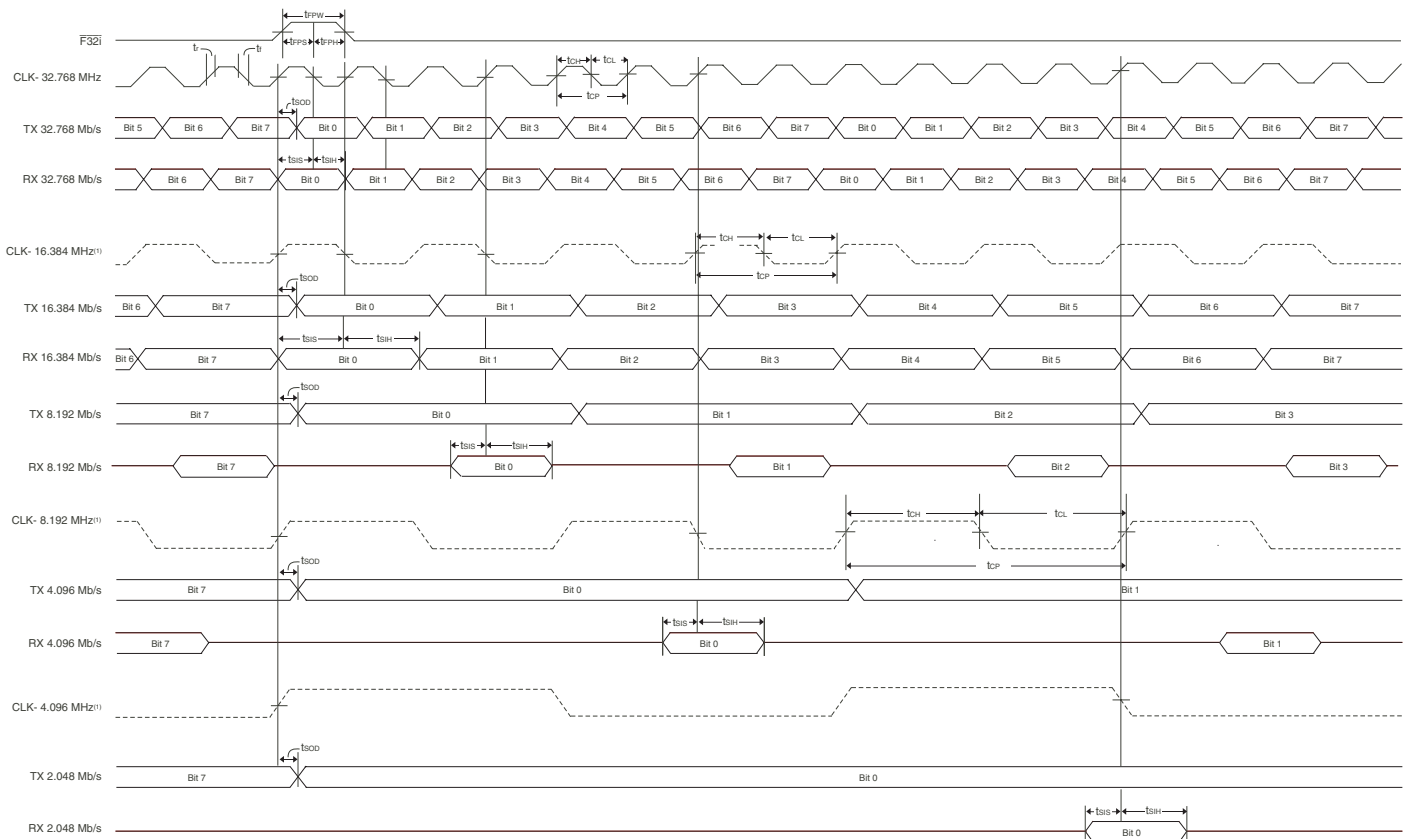 tFPW
F32i
tFPS tFPH
tr tf
CLK- 32.768 MHz
tCH tCL
tCP
tSOD
TX 32.768 Mb/s Bit 5 Bit 6 Bit 7 Bit 0 Bit 1 Bit 2 Bit 3 Bit 4 Bit 5 Bit 6 Bit 7 Bit 0 Bit 1 Bit 2 Bit 3 Bit 4 Bit 5 Bit 6 Bit 7
tSIS tSIH
RX 32.768 Mb/s Bit 6 Bit 7 Bit 0 Bit 1 Bit 2 Bit 3 Bit 4 Bit 5 Bit 6 Bit 7 Bit 0 Bit 1 Bit 2 Bit 3 Bit 4 Bit 5 Bit 6 Bit 7
tCH tCL
CLK- 16.384 MHz(1)
tCP
tSOD
TX 16.384 Mb/s Bit 6 Bit 7 Bit 0 Bit 1 Bit 2 Bit 3 Bit 4 Bit 5 Bit 6 Bit 7
tSIS tSIH
RX 16.384 Mb/s Bit 6 Bit 7 Bit 0 Bit 1 Bit 2 Bit 3 Bit 4 Bit 5 Bit 6 Bit 7
tSOD
TX 8.192 Mb/s Bit 7 Bit 0 Bit 1 Bit 2 Bit 3
tSIS tSIH
RX 8.192 Mb/s Bit 7 Bit 0 Bit 1 Bit 2 Bit 3
tCH tCL
CLK- 8.192 MHz(1)
tCP
tSOD
TX 4.096 Mb/s Bit 7 Bit 0 Bit 1
tSIS tSIH
RX 4.096 Mb/s Bit 7 Bit 0 Bit 1
CLK- 4.096 MHz(1)
tSOD
TX 2.048 Mb/s Bit 7 Bit 0
tSIS tSIH
RX 2.048 Mb/s Bit 0